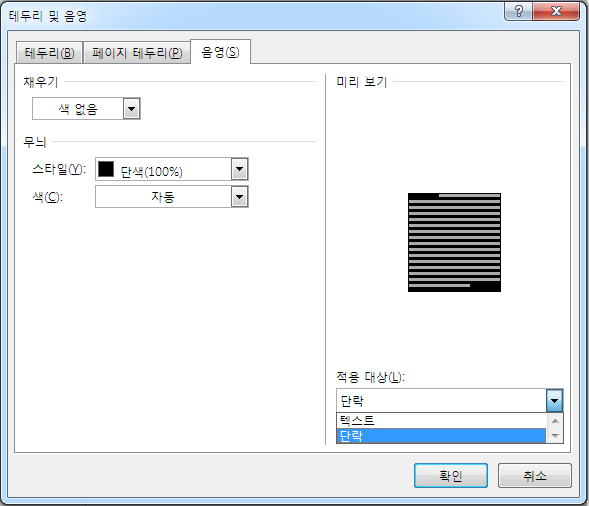 테두리 및 음영
?
테두리(B) 페이지 테두리(P) 음영(S)
채우기
색 없음
무늬
스타일(Y): 단색(100%)
색(C): 자동
미리 보기
적용 대상(L):
단락
텍스트
단락
확인 취소